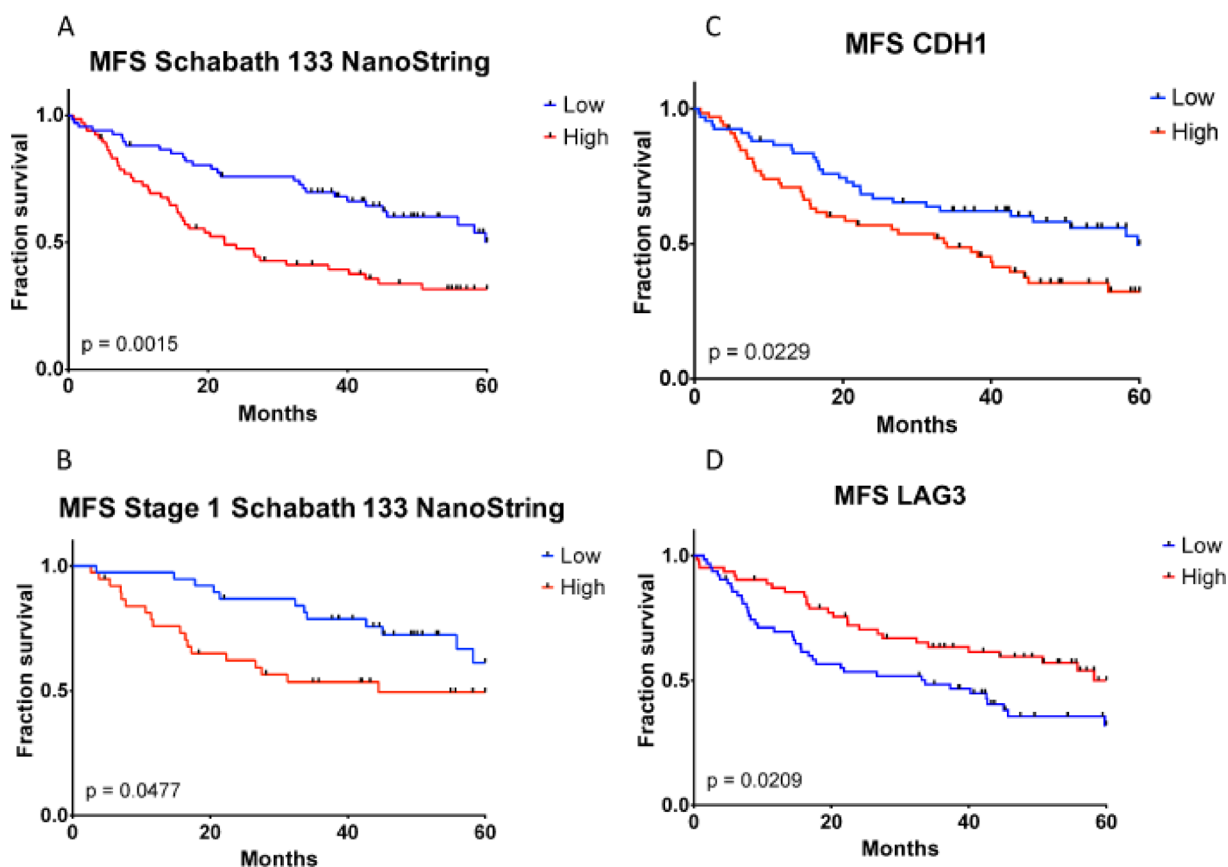 A
MFS Schabath 133 NanoString
Low
High
Fraction survival
1.0
0.5
0.0
p = 0.0015
0
20
40
60
Months
B
MFS Stage 1 Schabath 133 NanoString
Low
High
Fraction survival
1.0
0.5
0.0
p = 0.0477
0
20
40
60
Months
C
MFS CDH1
Low
High
Fraction survival
1.0
0.5
0.0
p = 0.0229
0
20
40
60
Months
D
MFS LAG3
Low
High
Fraction survival
1.0
0.5
0.0
p = 0.0209
0
20
40
60
Months